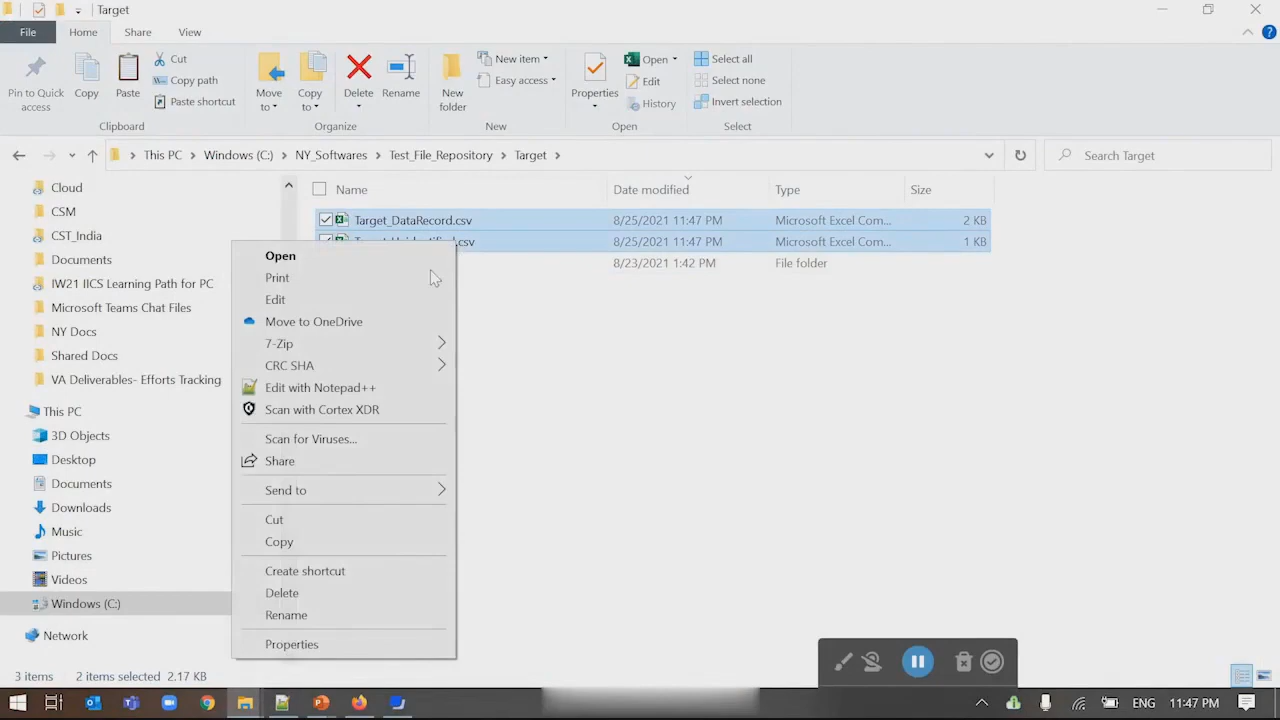 Target
File
Home
Share
View
Pin to Quick access
Copy
Paste
Cut
Copy path
Paste shortcut
Clipboard
Move to
Copy to
Delete
Rename
Organize
New folder
New item
Easy access
New
Properties
Open
Edit
History
Open
Select all
Select none
Invert selection
Select
This PC
Windows (C:)
NY_Softwares
Test_File_Repository
Target
Search Target
Cloud
CSM
CST_India
Documents
IW21 IICS Learning Path for PC
Microsoft Teams Chat Files
NY Docs
Shared Docs
VA Deliverables- Efforts Tracking
This PC
3D Objects
Desktop
Documents
Downloads
Music
Pictures
Videos
Windows (C:)
Network
Name
Date modified
Type
Size
Target_DataRecord.csv
8/25/2021 11:47 PM
Microsoft Excel Com...
2 KB
.csv
8/25/2021 11:47 PM
Microsoft Excel Com...
1 KB
8/23/2021 1:42 PM
File folder
Open
Print
Edit
Move to OneDrive
7-Zip
CRC SHA
Edit with Notepad++
Scan with Cortex XDR
Scan for Viruses...
Share
Send to
Cut
Copy
Create shortcut
Delete
Rename
Properties
3 items
2 items selected 2.17 KB
ENG
11:47 PM